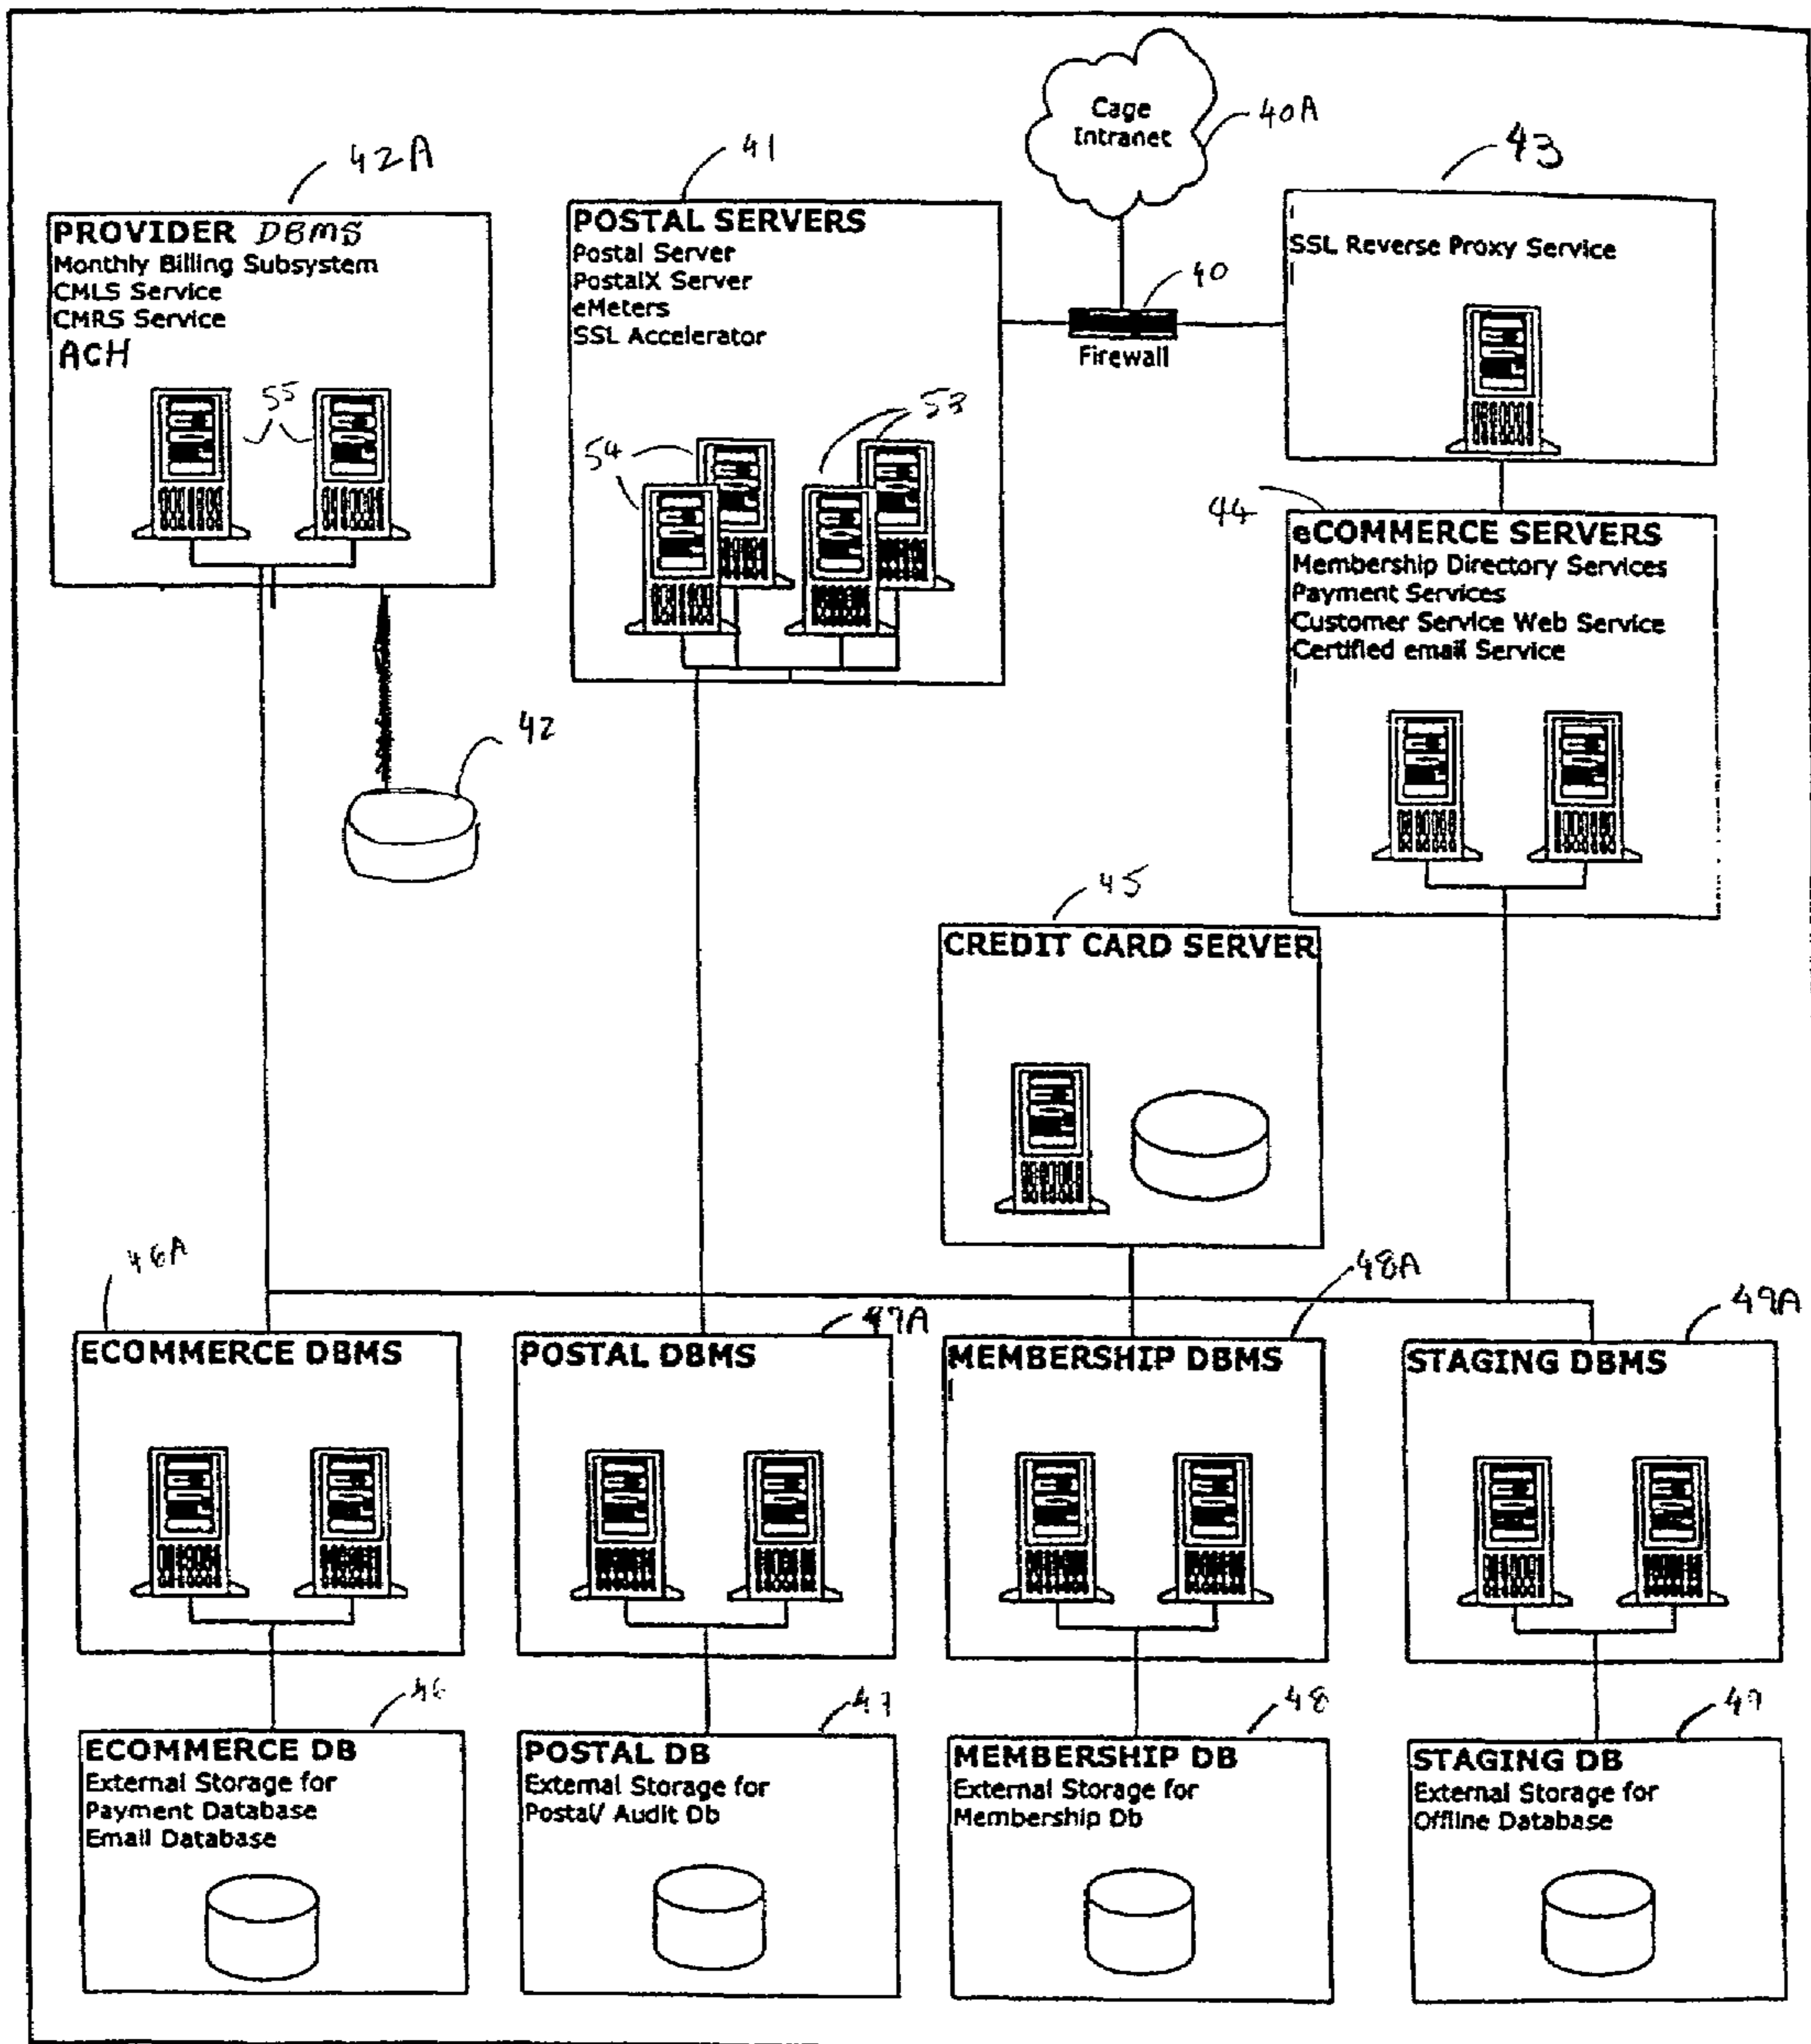 Cage
Intranet
40A
42A
41
43
PROVIDER DBMS
Monthly Billing Subsystem
CMLS Service
CMRS Service
ACH
55
POSTAL SERVERS
Postal Server
PostalX Server
eMeters
SSL Accelerator
54
53
40
Firewall
SSL Reverse Proxy Service
44
eCOMMERCE SERVERS
Membership Directory Services
Payment Services
Customer Service Web Service
Certified email Service
42
45
CREDIT CARD SERVER
46A
47A
48A
49A
ECOMMERCE DBMS
POSTAL DBMS
MEMBERSHIP DBMS
STAGING DBMS
46
47
48
49
ECOMMERCE DB
External Storage for
Payment Database
Email Database
POSTAL DB
External Storage for
Postal/ Audit Db
MEMBERSHIP DB
External Storage for
Membership Db
STAGING DB
External Storage for
Offline Database